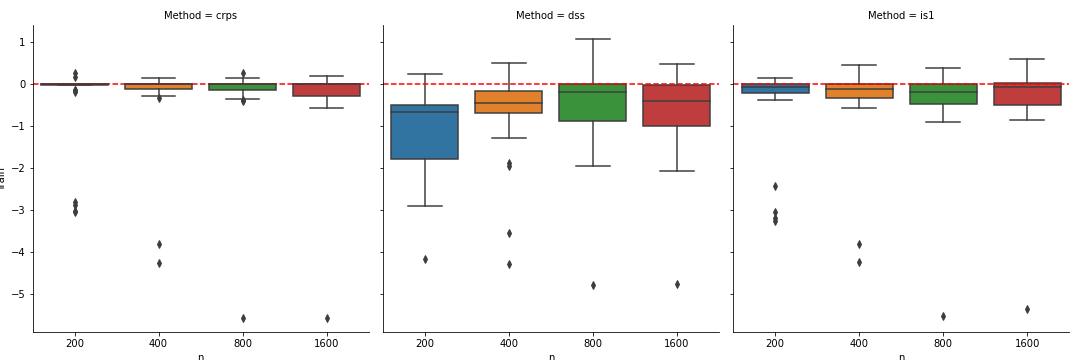 Method = crps
Method = dss
Method = is1
1
0
−1
−2
−3
−4
−5
200 400 800 1600
200 400 800 1600
200 400 800 1600
n n n